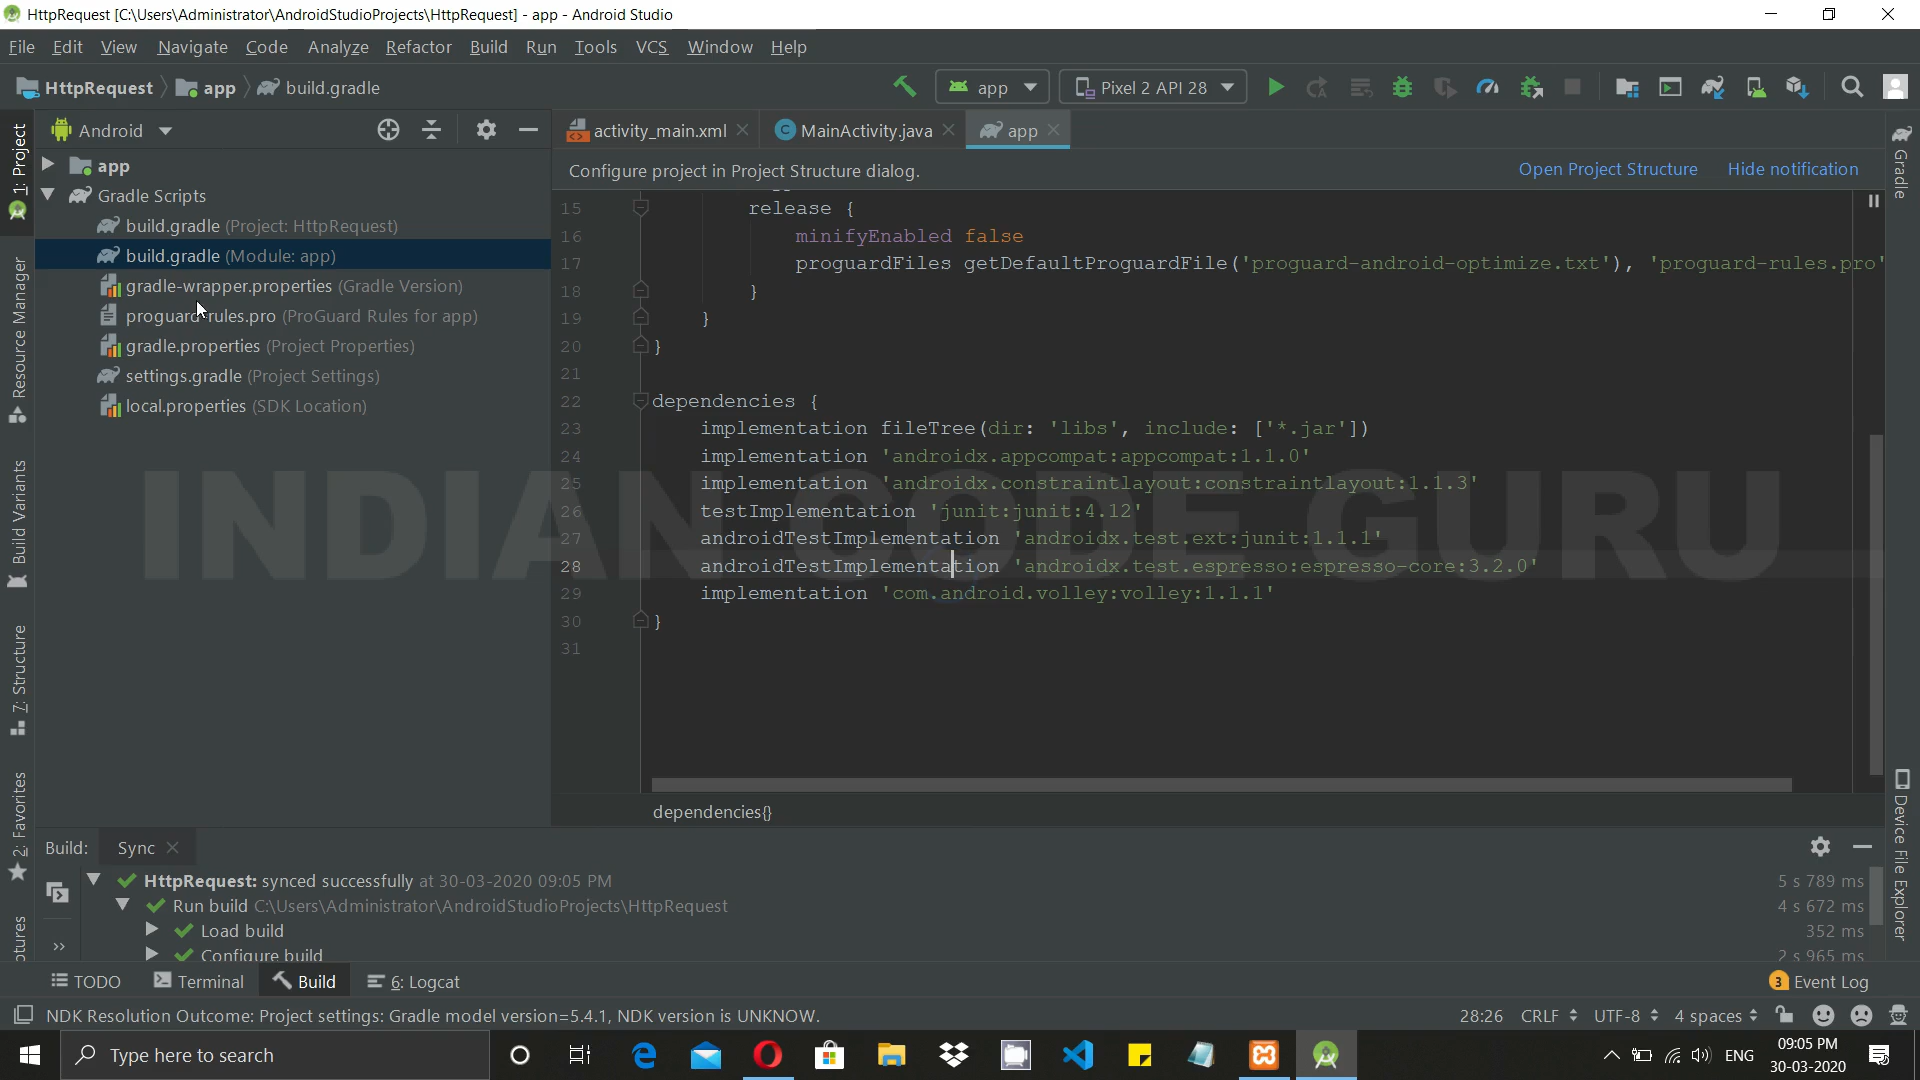 HttpRequest [C:\Users\Administrator\AndroidStudioProjects\HttpRequest] - app - Android Studio
File Edit View Navigate Code Analyze Refactor Build Run Tools VCS Window Help
HttpRequest app build.gradle
app
Pixel 2 API 28
Android
activity_main.xml
MainActivity.java
app
1: Project
Resource Manager
Build Variants
7: Structure
2: Favorites
Gradle
Device File Explorer
Configure project in Project Structure dialog.
Open Project Structure
Hide notification
app
Gradle Scripts
build.gradle (Project: HttpRequest)
build.gradle (Module: app)
gradle-wrapper.properties (Gradle Version)
proguard-rules.pro (ProGuard Rules for app)
gradle.properties (Project Properties)
settings.gradle (Project Settings)
local.properties (SDK Location)
15 release {
16 minifyEnabled false
17 proguardFiles getDefaultProguardFile('proguard-android-optimize.txt'), 'proguard-rules.pro'
18 }
19 }
20 }
21
22 dependencies {
23 implementation fileTree(dir: 'libs', include: ['*.jar'])
24 implementation 'androidx.appcompat:appcompat:1.1.0'
25 implementation 'androidx.constraintlayout:constraintlayout:1.1.3'
26 testImplementation 'junit:junit:4.12'
27 androidTestImplementation 'androidx.test.ext:junit:1.1.1'
28 androidTestImplementation 'androidx.test.espresso:espresso-core:3.2.0'
29 implementation 'com.android.volley:volley:1.1.1'
30 }
31
INDIAN CODE GURU
dependencies{}
Build: Sync
HttpRequest: synced successfully at 30-03-2020 09:05 PM 5 s 789 ms
Run build C:\Users\Administrator\AndroidStudioProjects\HttpRequest 4 s 672 ms
Load build 352 ms
Configure build 2 s 965 ms
TODO Terminal Build 6: Logcat
3 Event Log
NDK Resolution Outcome: Project settings: Gradle model version=5.4.1, NDK version is UNKNOWN.
28:26 CRLF UTF-8 4 spaces
Type here to search
ENG
09:05 PM
30-03-2020